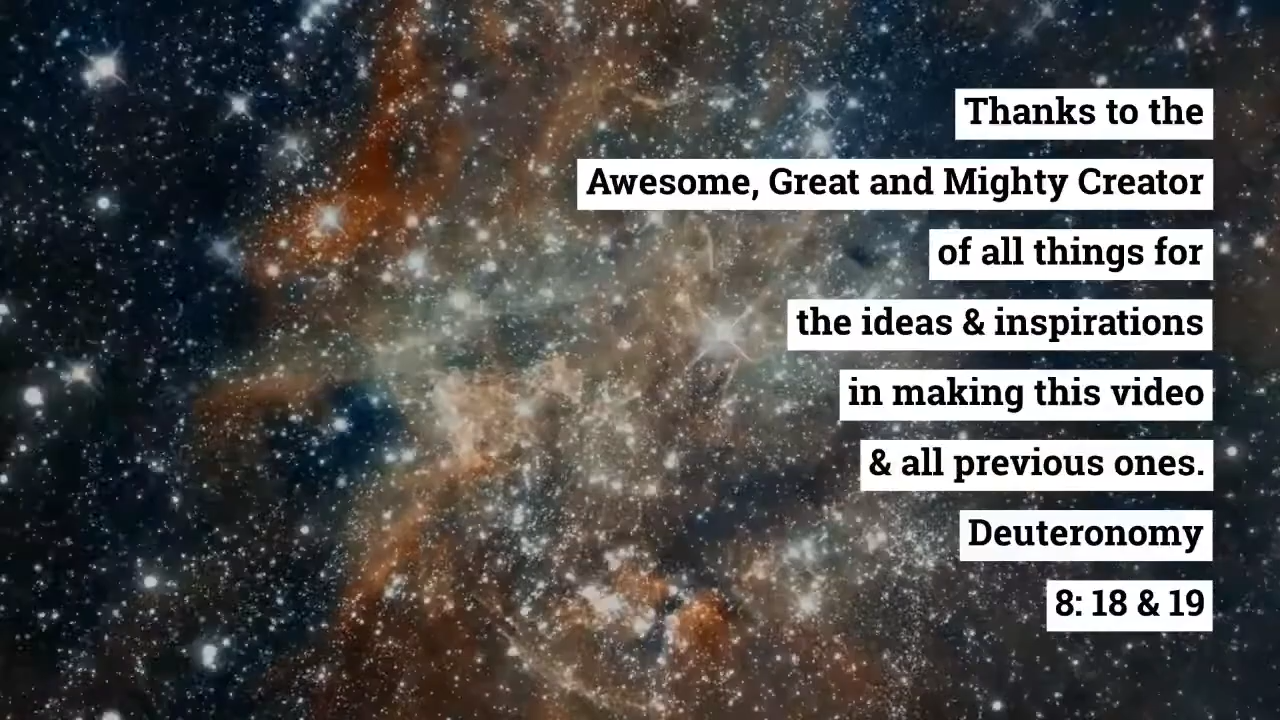 Thanks to the
Awesome, Great and Mighty Creator
of all things for
the ideas & inspirations
in making this video
& all previous ones.
Deuteronomy
8: 18 & 19